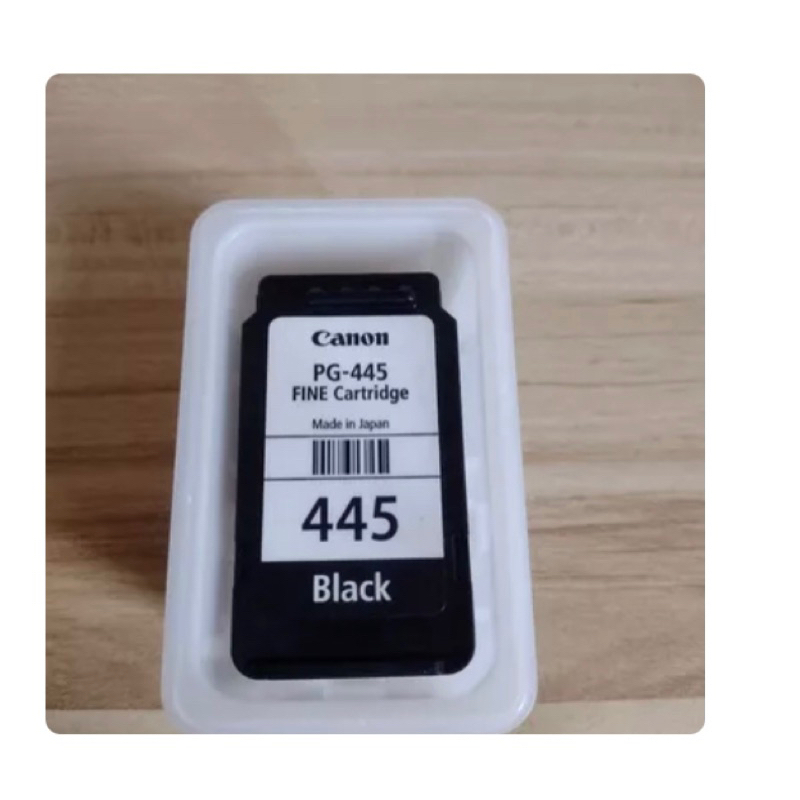 Canon
PG-445
FINE Cartridge
Made in Japan
445
Black